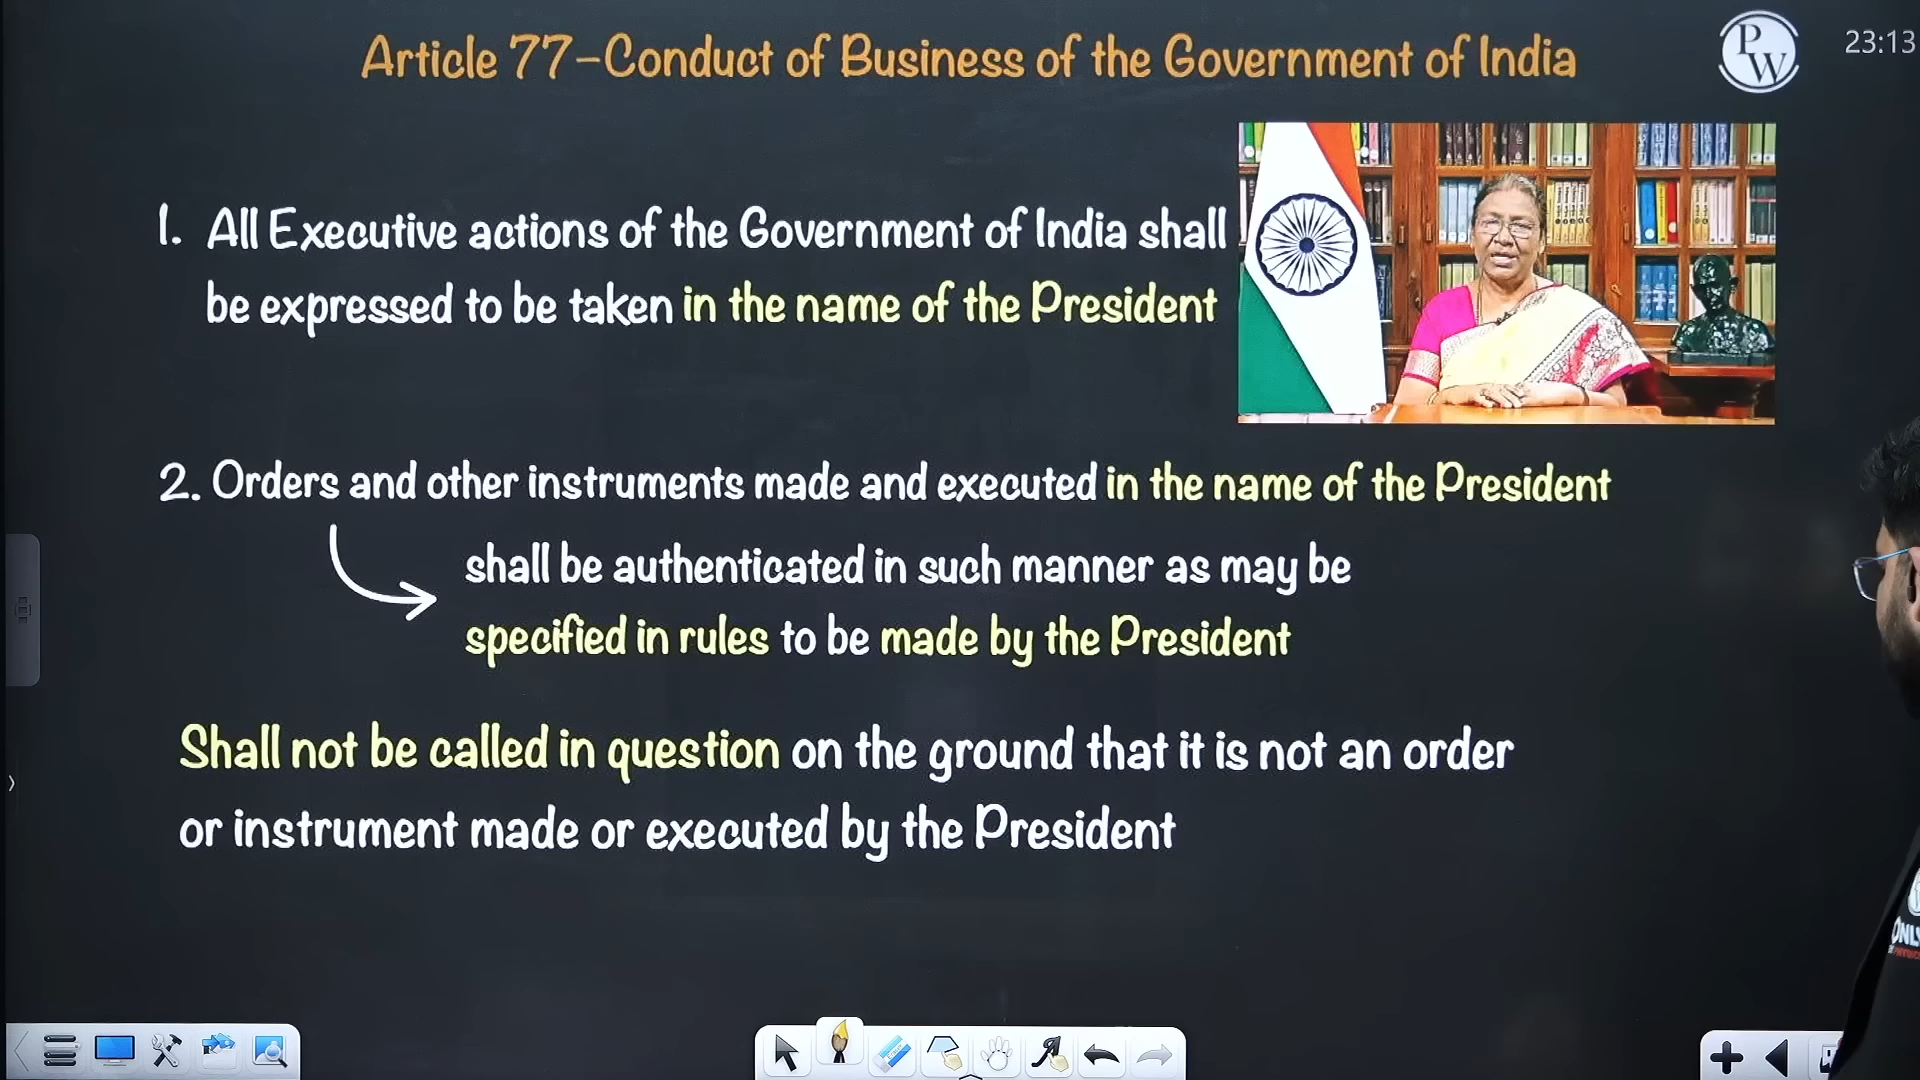 Article 77–Conduct of Business of the Government of India
PW
23:13
1. All Executive actions of the Government of India shall
be expressed to be taken in the name of the President
2. Orders and other instruments made and executed in the name of the President
shall be authenticated in such manner as may be
specified in rules to be made by the President
Shall not be called in question on the ground that it is not an order
or instrument made or executed by the President